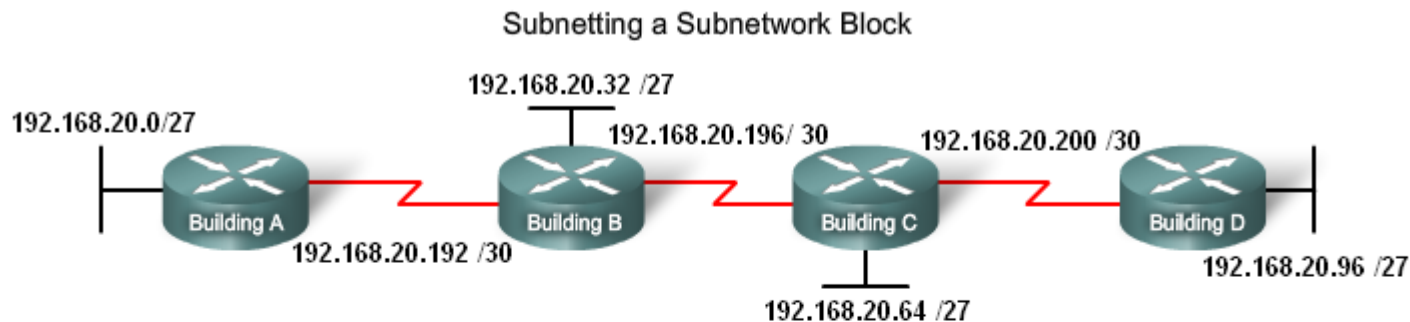 Subnetting a Subnetwork Block
192.168.20.32 /27
192.168.20.0/27
192.168.20.196/ 30
192.168.20.200 /30
Building A
Building B
Building C
Building D
192.168.20.192 /30
192.168.20.96 /27
192.168.20.64 /27